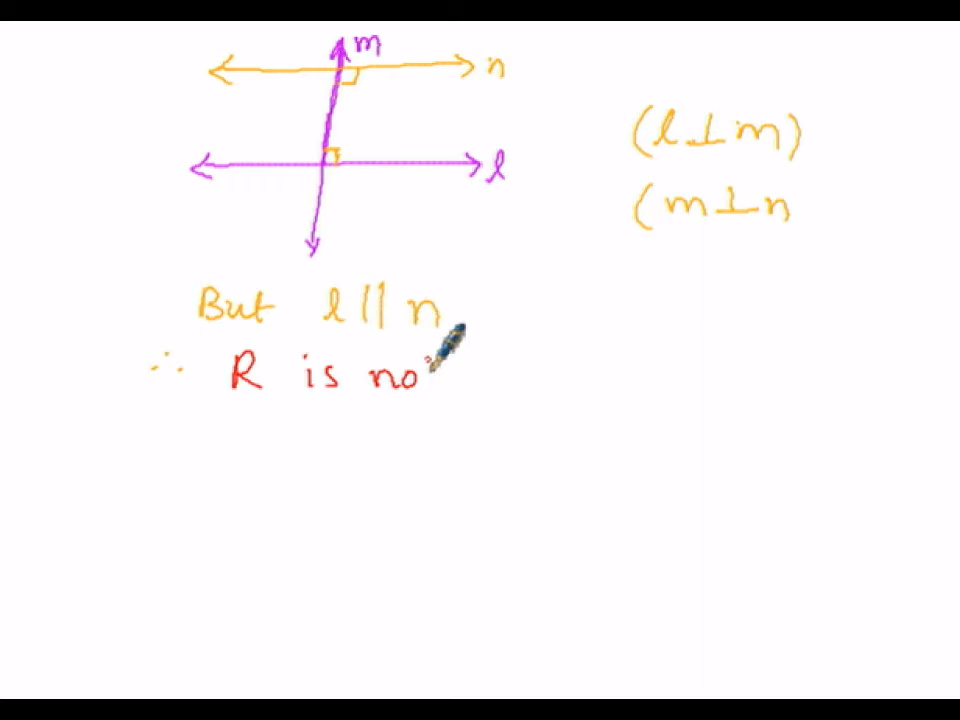 m
n
l
(l⊥m)
(m⊥n
But l || n
∴ R is no